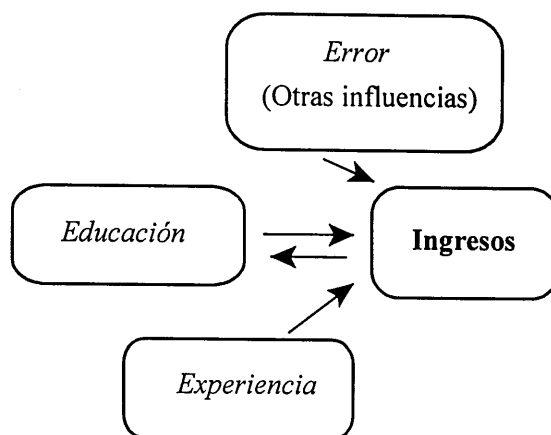 Error
(Otras influencias)
Educación
Ingresos
Experiencia